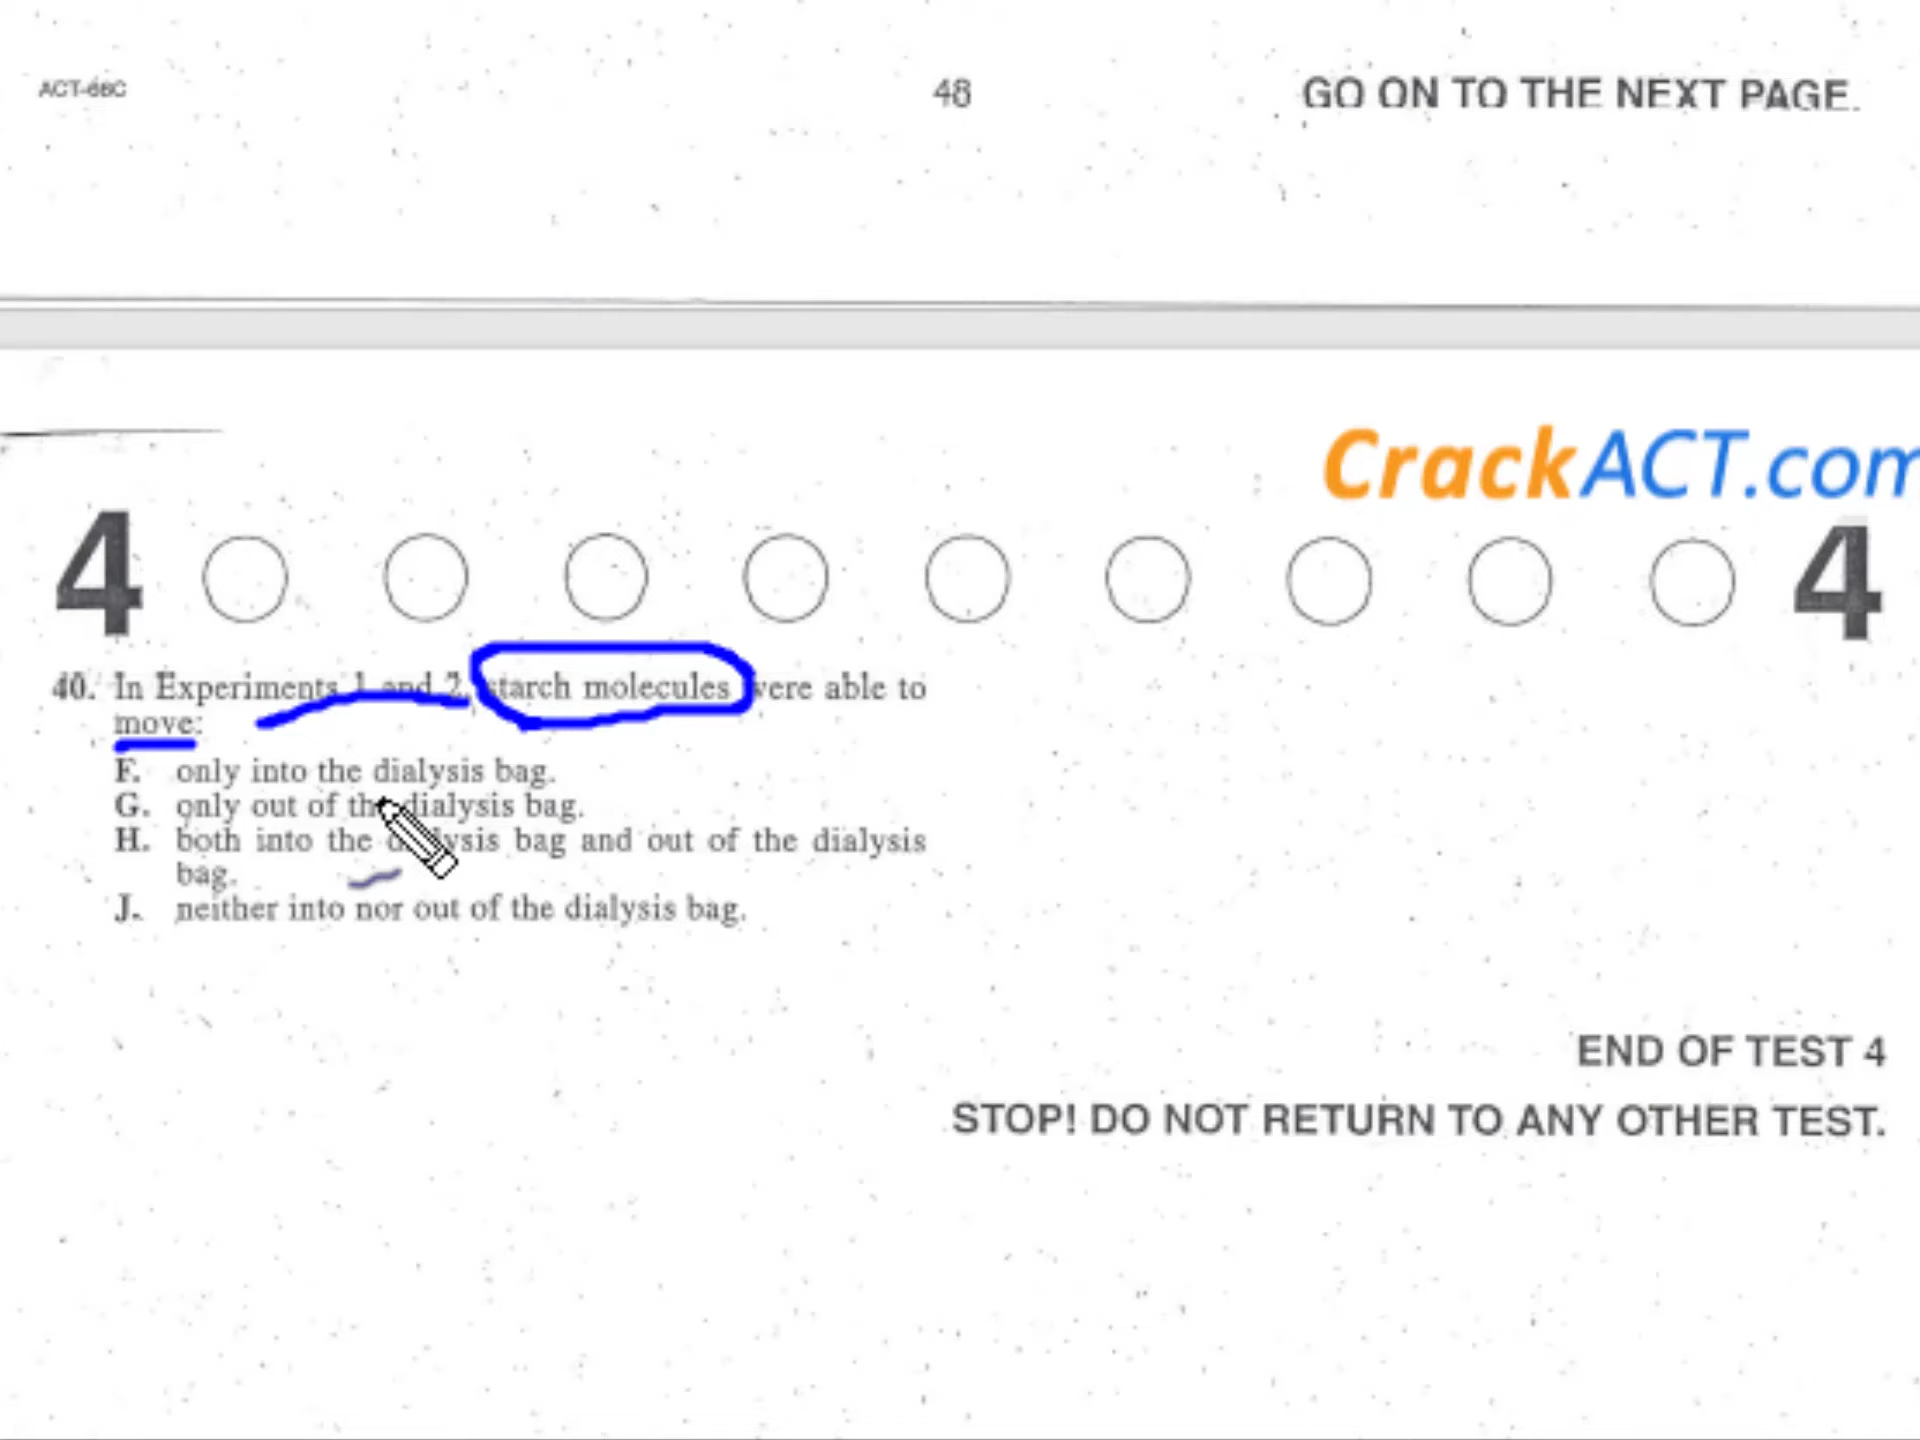 ACT-66C 48 GO ON TO THE NEXT PAGE.
CrackACT.com
4 4
40. In Experiments 1 and 2, starch molecules were able to
move:
F. only into the dialysis bag.
G. only out of the dialysis bag.
H. both into the dialysis bag and out of the dialysis
bag.
J. neither into nor out of the dialysis bag.
END OF TEST 4
STOP! DO NOT RETURN TO ANY OTHER TEST.